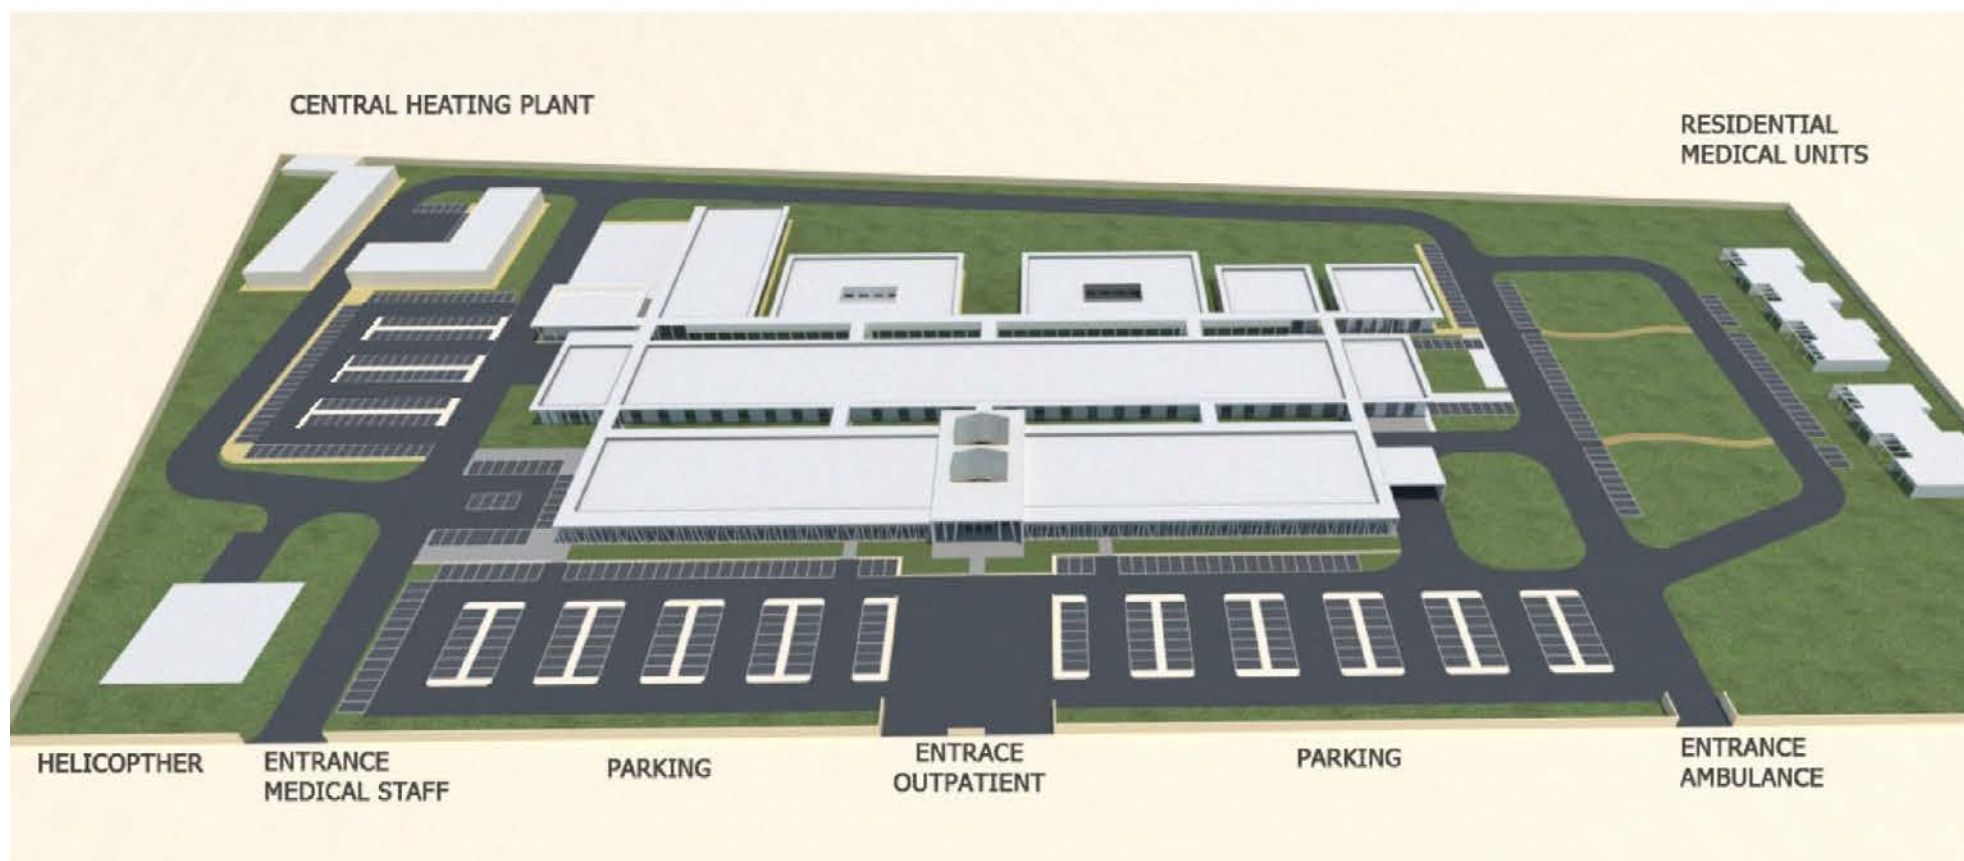 CENTRAL HEATING PLANT
RESIDENTIAL
MEDICAL UNITS
HELICOPTHER
ENTRANCE
MEDICAL STAFF
PARKING
ENTRACE
OUTPATIENT
PARKING
ENTRANCE
AMBULANCE